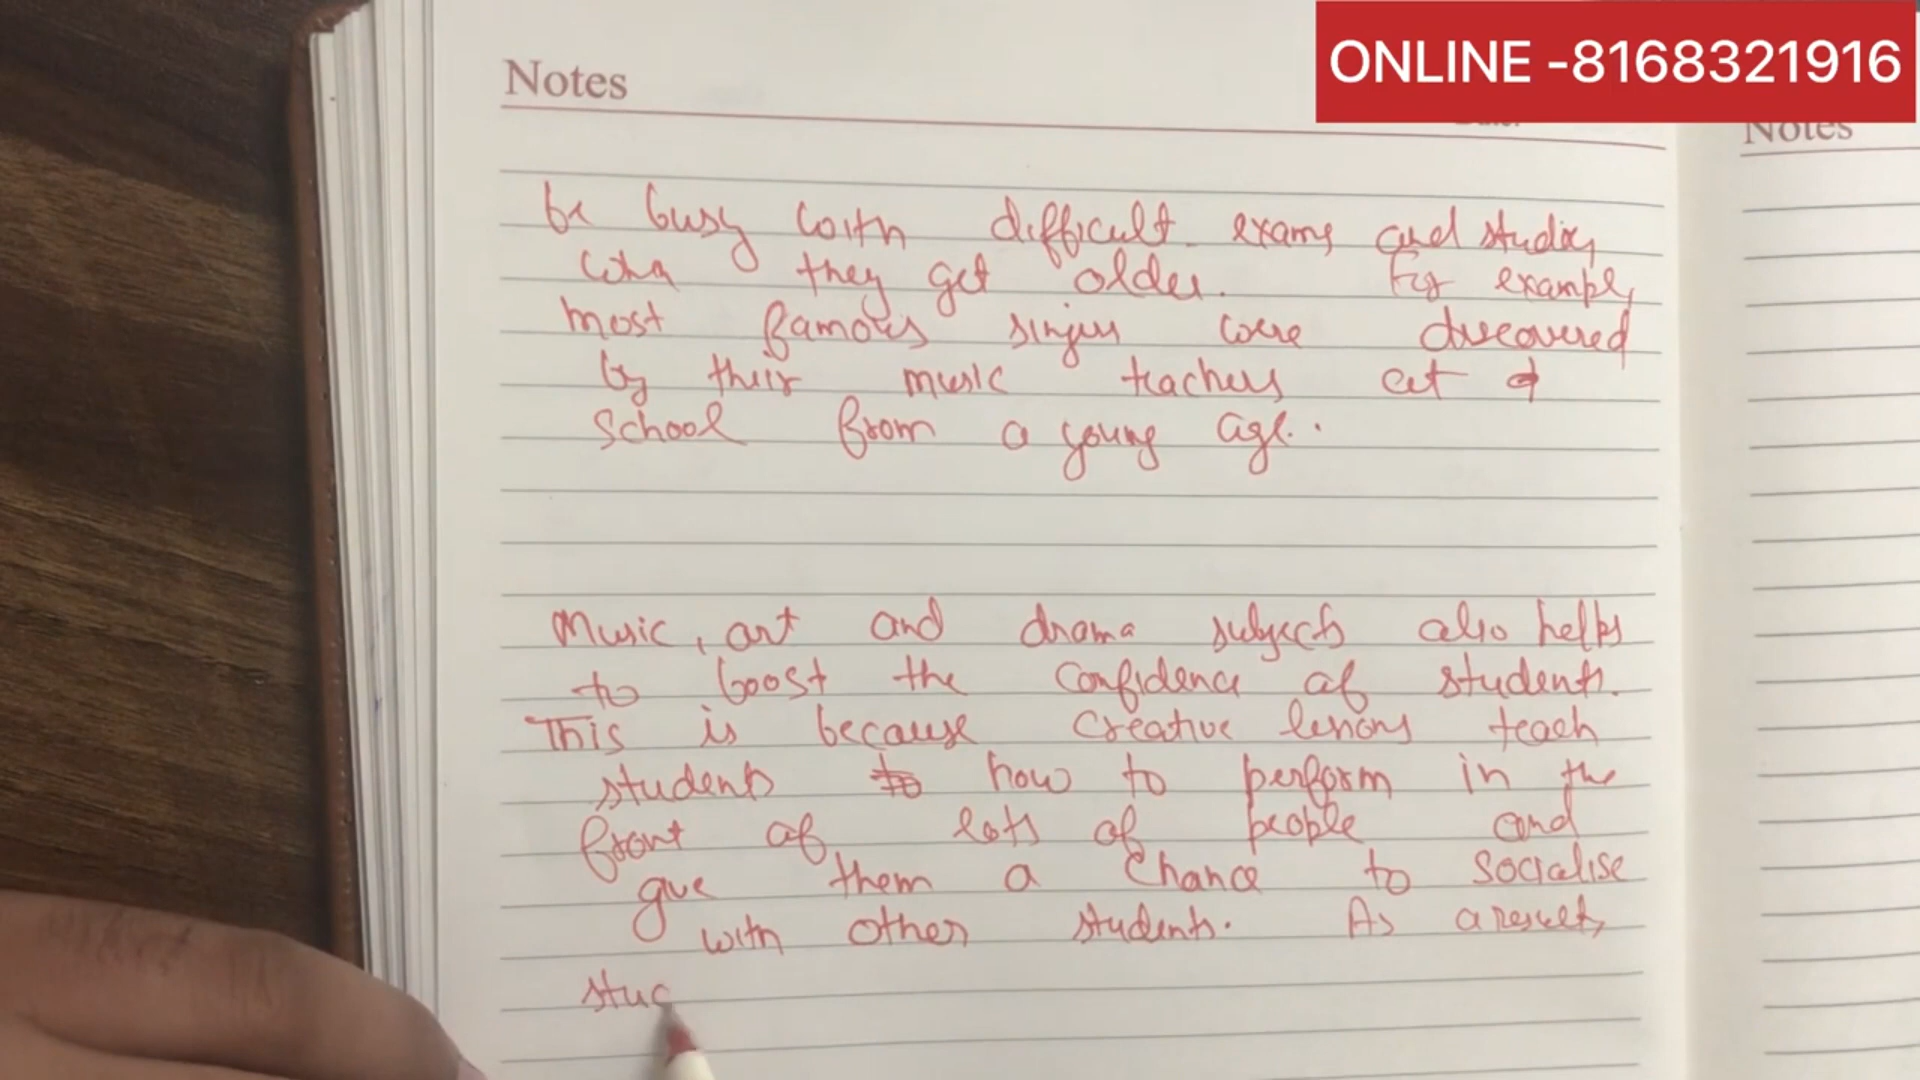 ONLINE -8168321916
Notes
Notes
be busy with difficult exams and studies
when they get older. For example,
most famous singers were discovered
by their music teachers at
school from a young age.
Music, art and drama subjects also helps
to boost the confidence of students.
This is because creative lessons teach
students to how to perform in the
front of lots of people and
give them a chance to socialise
with other students. As a result,
stud